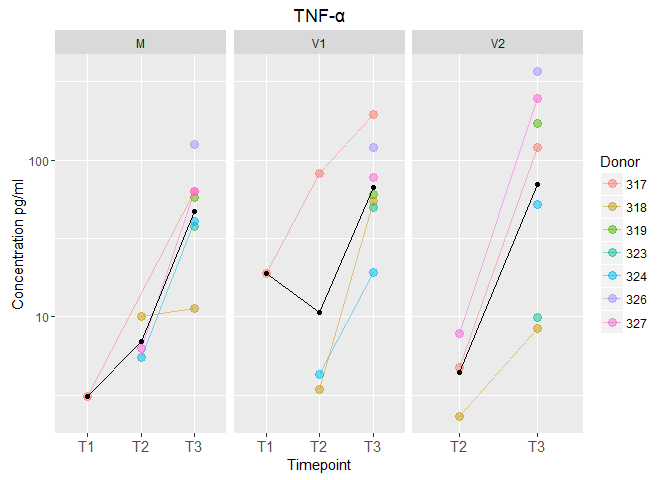 TNF-α
M V1 V2
Concentration pg/ml
100
10
T1 T2 T3 T1 T2 T3 T2 T3
Timepoint
Donor
317
318
319
323
324
326
327